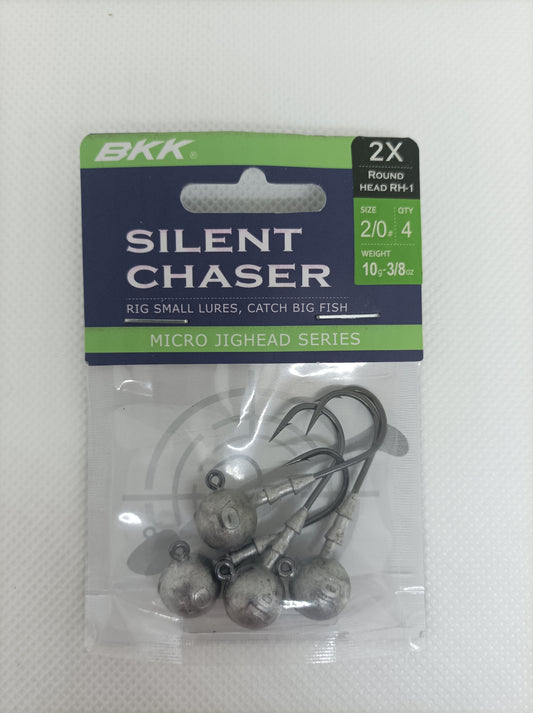 BKK®
2X
ROUND
HEAD RH-1
SIZE QTY
2/0# 4
WEIGHT
10g-3/8oz
SILENT
CHASER
RIG SMALL LURES, CATCH BIG FISH
MICRO JIGHEAD SERIES
10